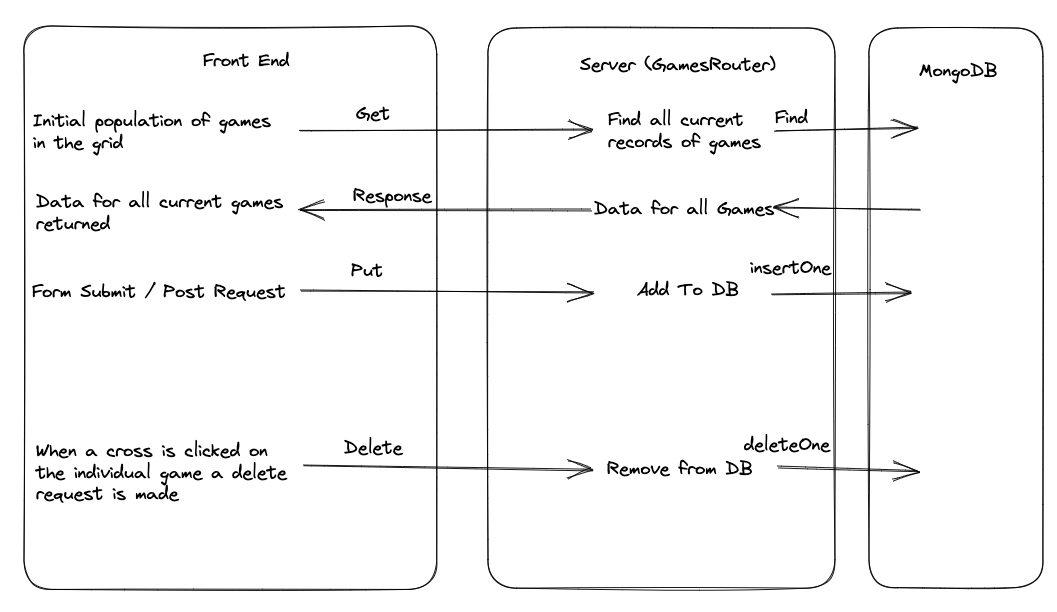 Front End
Server (GamesRouter)
MongoDB
Initial population of games
in the grid
Get
Find all current
records of games
Find
Data for all current games
returned
Response
Data for all Games
Form Submit / Post Request
Put
Add To DB
insertOne
When a cross is clicked on
the individual game a delete
request is made
Delete
Remove from DB
deleteOne